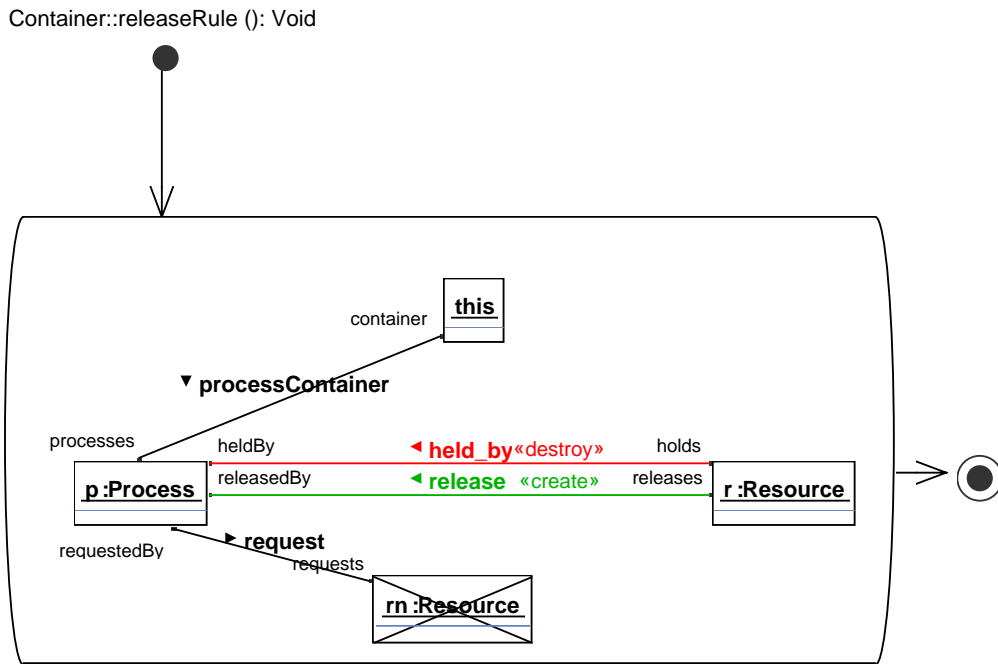 Container::releaseRule (): Void
this
container
▼ processContainer
processes
heldBy
◄ held_by «destroy»
holds
releasedBy
◄ release «create»
releases
p :Process
r :Resource
requestedBy
► request
requests
rn :Resource